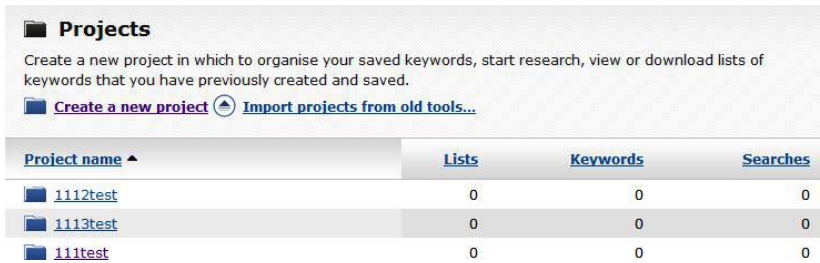 Projects
Create a new project in which to organise your saved keywords, start research, view or download lists of
keywords that you have previously created and saved.
Create a new project Import projects from old tools...
Project name Lists Keywords Searches
1112test 0 0 0
1113test 0 0 0
111test 0 0 0